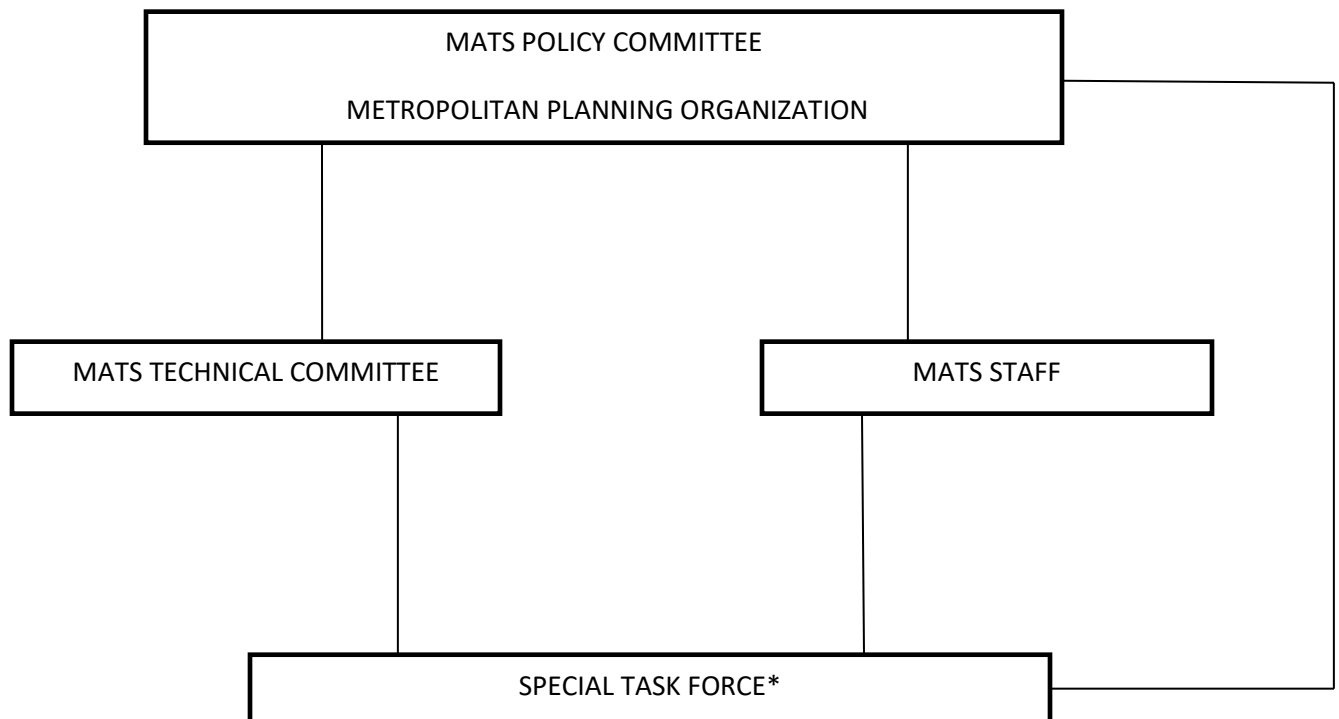 MATS POLICY COMMITTEE
METROPOLITAN PLANNING ORGANIZATION
MATS TECHNICAL COMMITTEE
MATS STAFF
SPECIAL TASK FORCE*